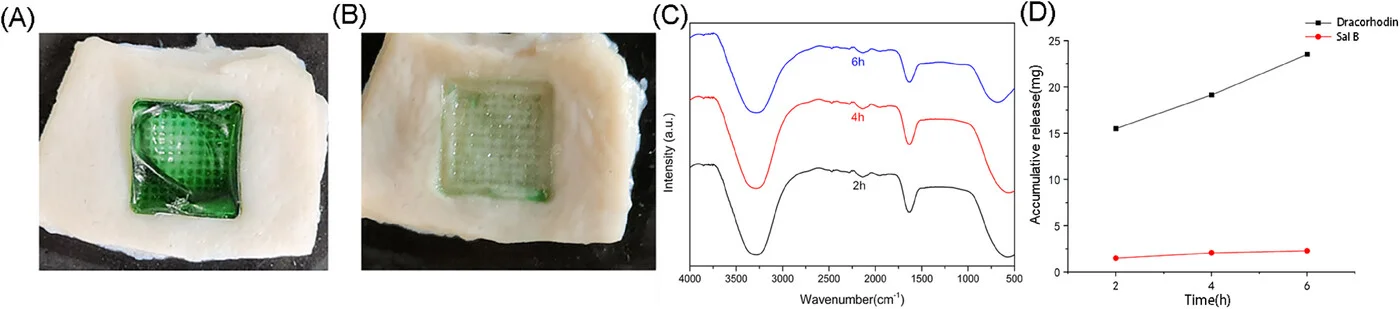 (A)
(B)
(C)
Intensity (a.u.)
6h
4h
2h
4000 3500 3000 2500 2000 1500 1000 500
Wavenumber(cm-1)
(D)
Dracorhodin
Sal B
Accumulative release(mg)
25
20
15
10
5
0
2 4 6
Time(h)